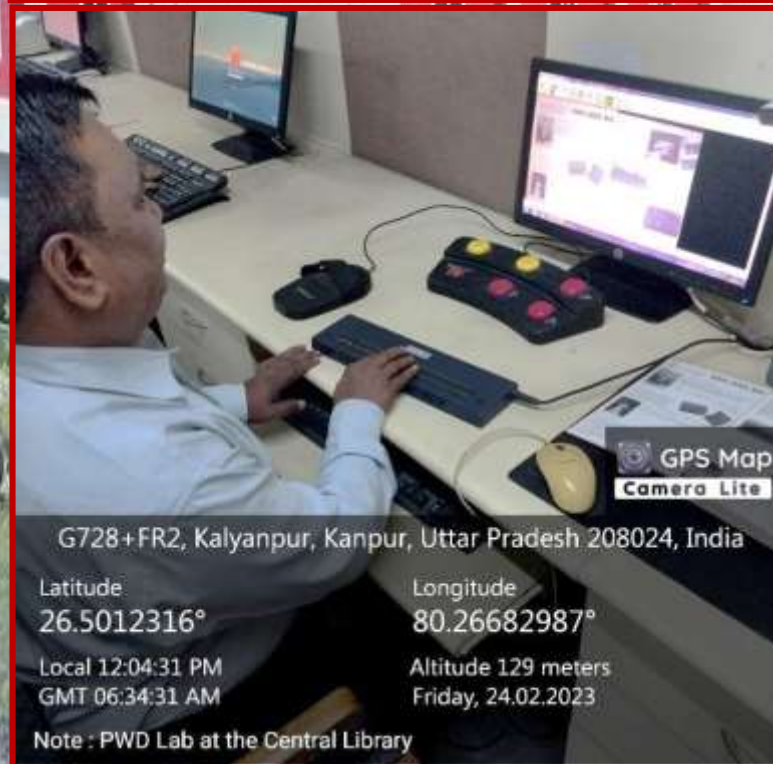 GPS Map
Camera Lite
G728+FR2, Kalyanpur, Kanpur, Uttar Pradesh 208024, India
Latitude
26.5012316°
Longitude
80.26682987°
Local 12:04:31 PM
GMT 06:34:31 AM
Altitude 129 meters
Friday, 24.02.2023
Note : PWD Lab at the Central Library